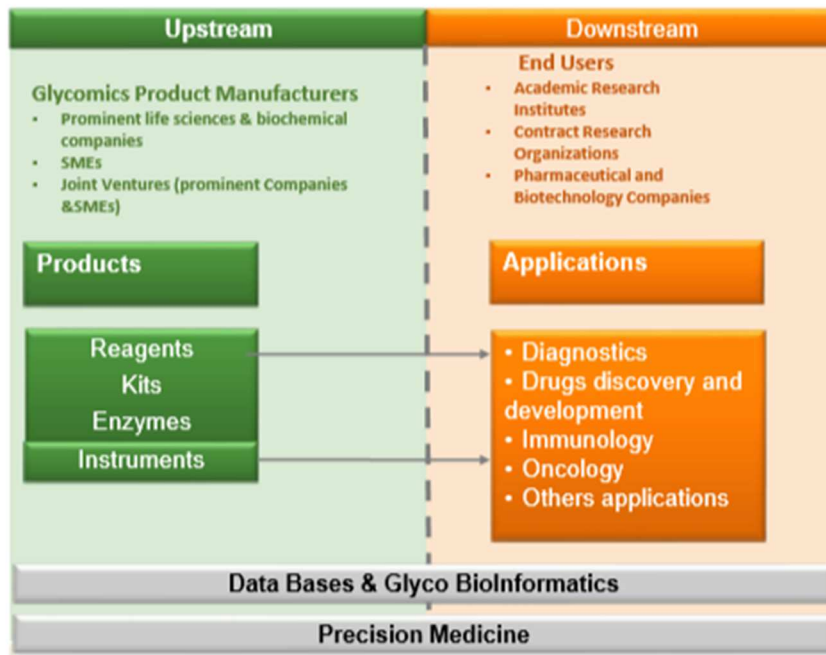 Upstream
Downstream
Glycomics Product Manufacturers
• Prominent life sciences & biochemical
companies
• SMEs
• Joint Ventures (prominent Companies
&SMEs)
End Users
• Academic Research
Institutes
• Contract Research
Organizations
• Pharmaceutical and
Biotechnology Companies
Products
Applications
Reagents
Kits
Enzymes
Instruments
• Diagnostics
• Drugs discovery and
development
• Immunology
• Oncology
• Others applications
Data Bases & Glyco BioInformatics
Precision Medicine